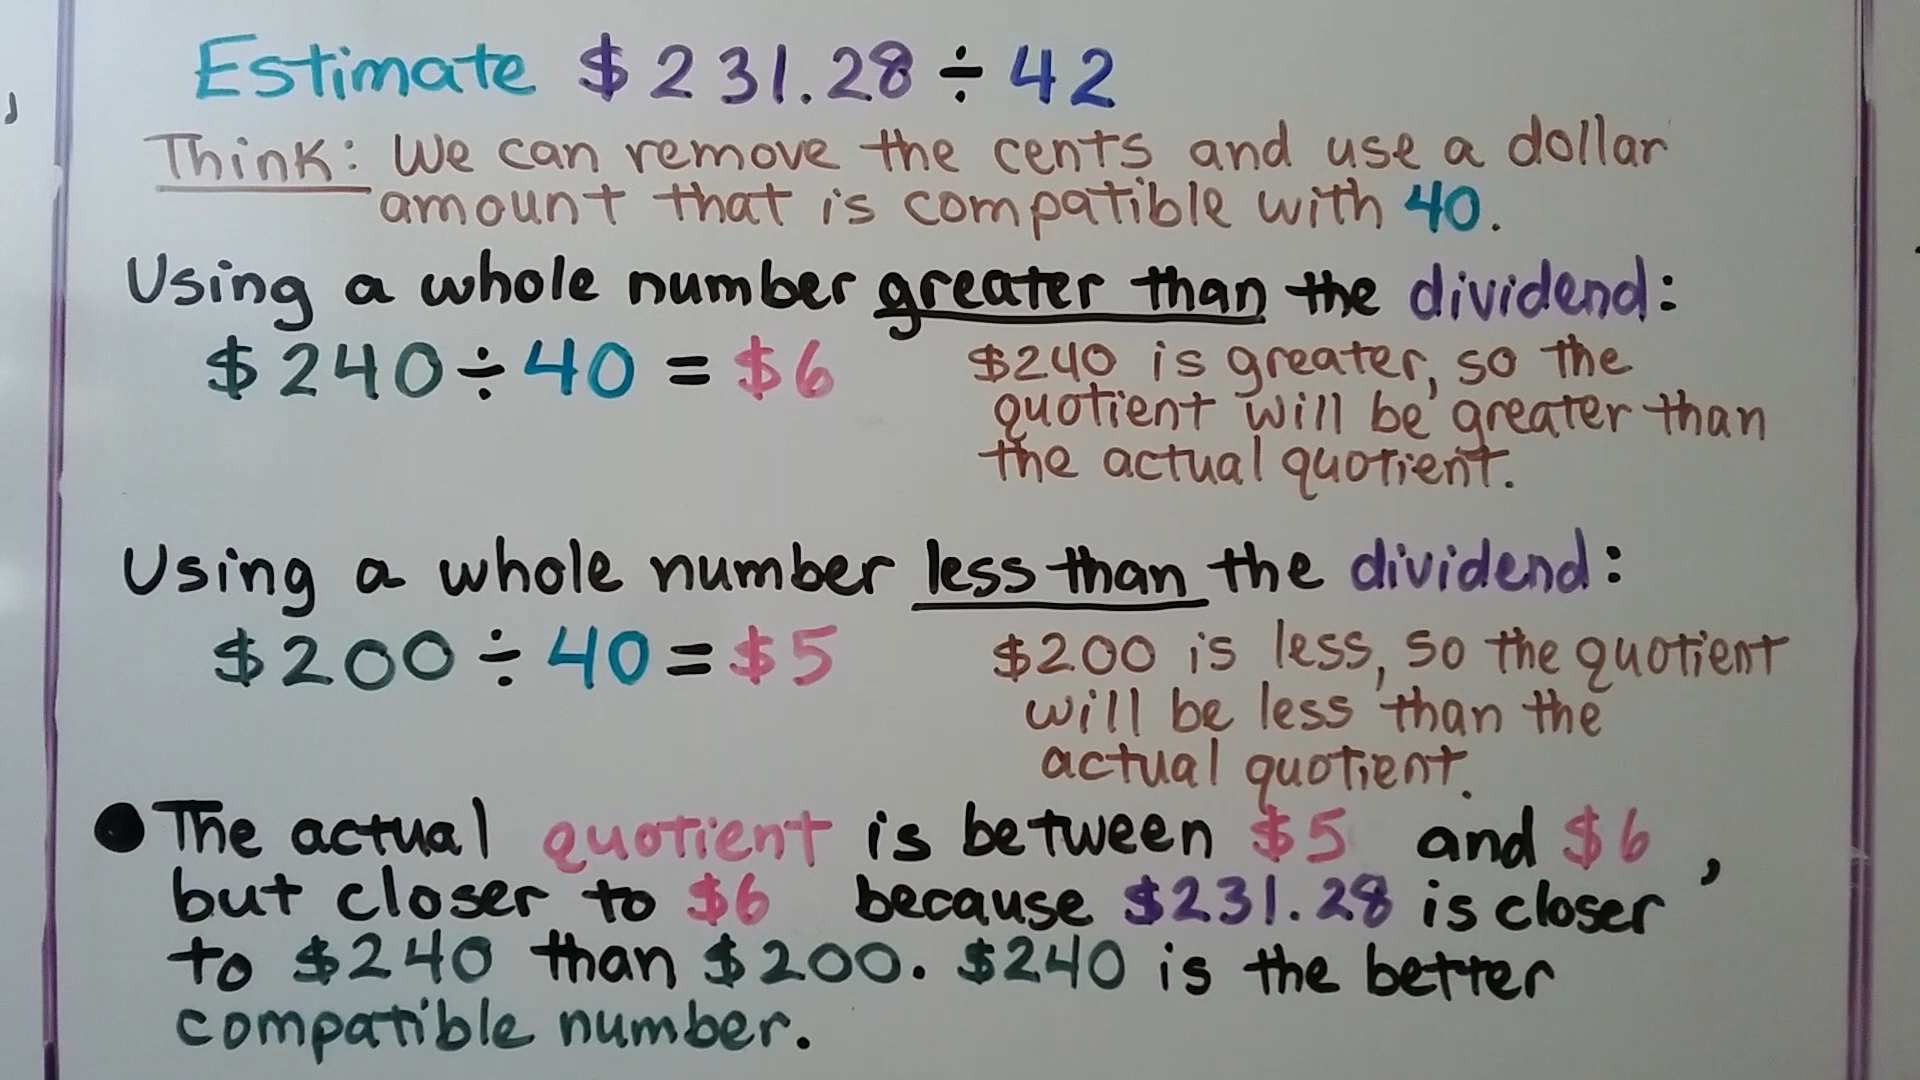 Estimate $231.28 ÷ 42
Think: We can remove the cents and use a dollar
amount that is compatible with 40.
Using a whole number greater than the dividend:
$240 ÷ 40 = $6
$240 is greater, so the
quotient will be greater than
the actual quotient.
Using a whole number less than the dividend:
$200 ÷ 40 = $5
$200 is less, so the quotient
will be less than the
actual quotient.
● The actual quotient is between $5 and $6,
but closer to $6 because $231.28 is closer
to $240 than $200. $240 is the better
compatible number.